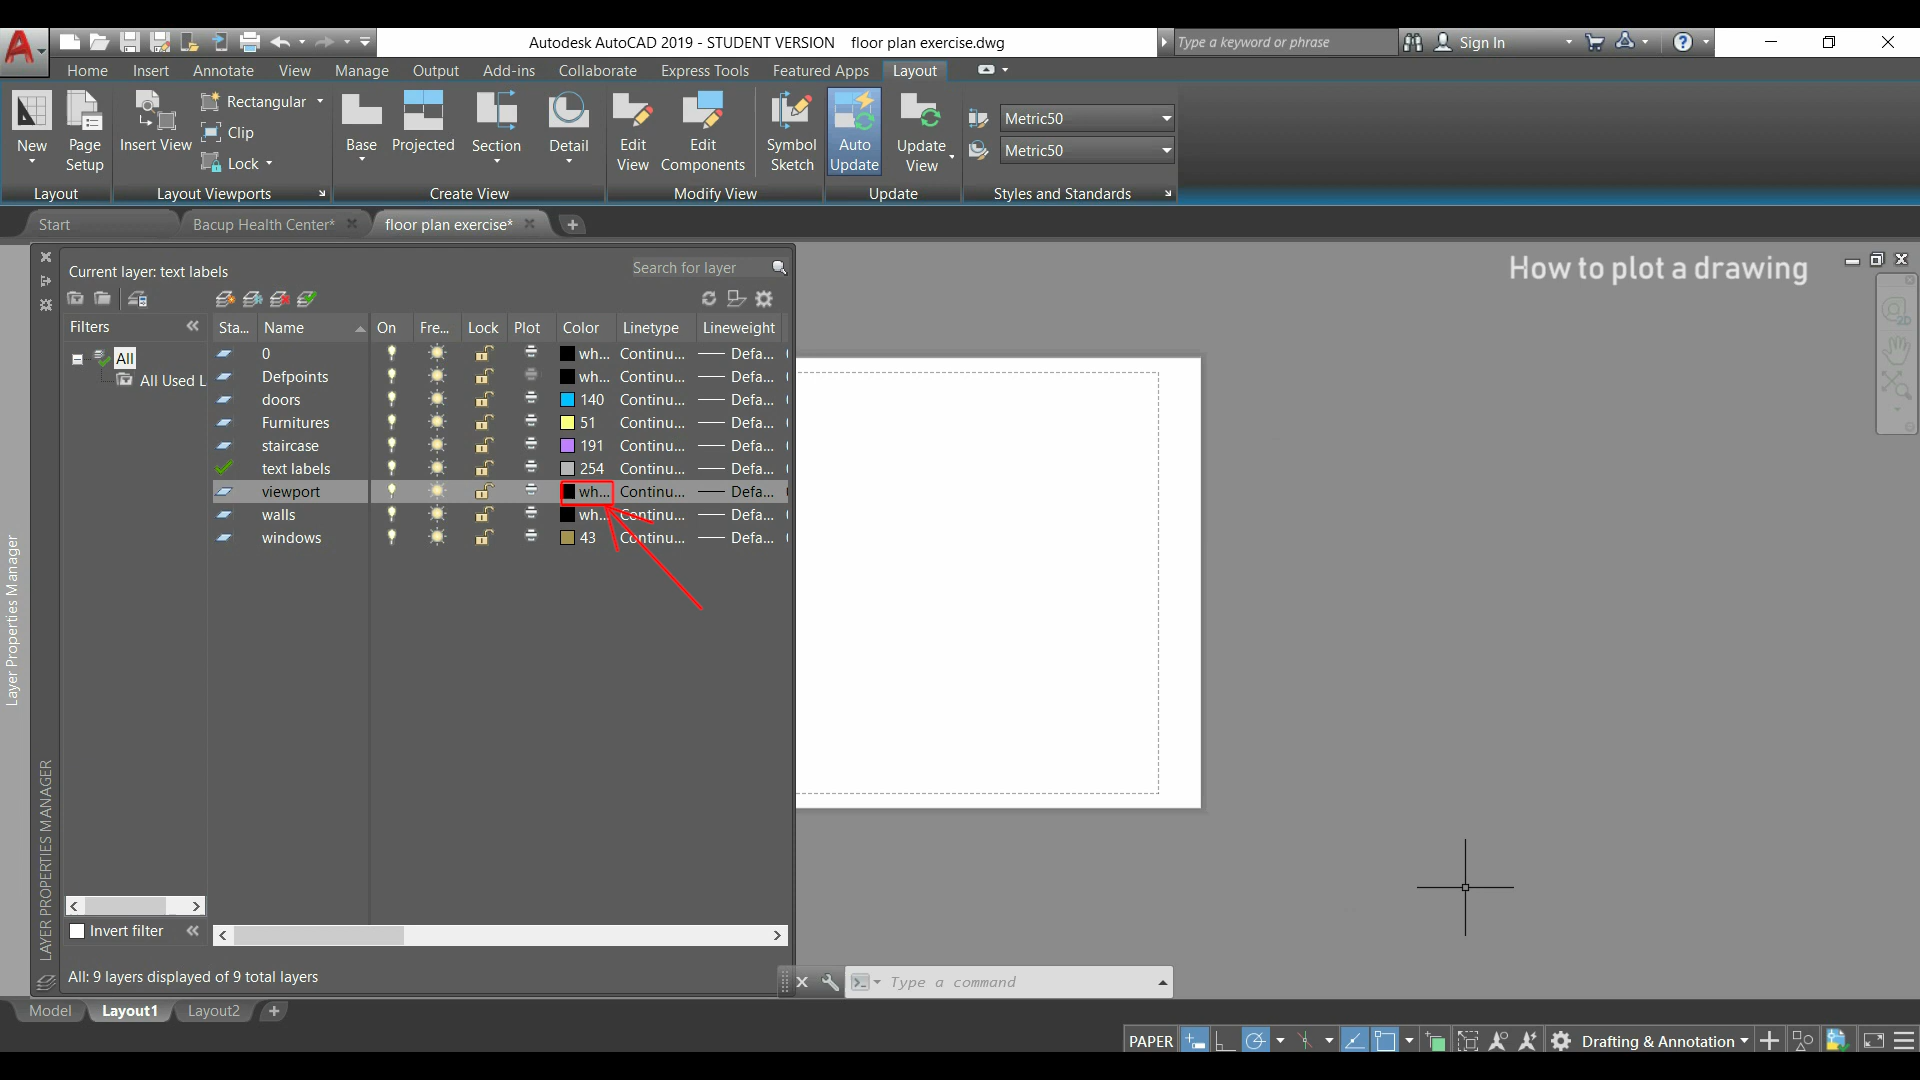 Autodesk AutoCAD 2019 - STUDENT VERSION floor plan exercise.dwg
Type a keyword or phrase
Sign In
Home Insert Annotate View Manage Output Add-ins Collaborate Express Tools Featured Apps Layout
New
Page Setup
Insert View
Rectangular
Clip
Lock
Base
Projected
Section
Detail
Edit View
Edit Components
Symbol Sketch
Auto Update
Update View
Metric50
Metric50
Layout Layout Viewports Create View Modify View Update Styles and Standards
Start Bacup Health Center* floor plan exercise*
Current layer: text labels
Search for layer
How to plot a drawing
2D
Filters
All
All Used L
Sta... Name On Fre... Lock Plot Color Linetype Lineweight
0 wh... Continu... Defa...
Defpoints wh... Continu... Defa...
doors 140 Continu... Defa...
Furnitures 51 Continu... Defa...
staircase 191 Continu... Defa...
text labels 254 Continu... Defa...
viewport wh... Continu... Defa...
walls wh... Continu... Defa...
windows 43 Continu... Defa...
Layer Properties Manager
LAYER PROPERTIES MANAGER
Invert filter
All: 9 layers displayed of 9 total layers
Type a command
Model Layout1 Layout2
PAPER Drafting & Annotation